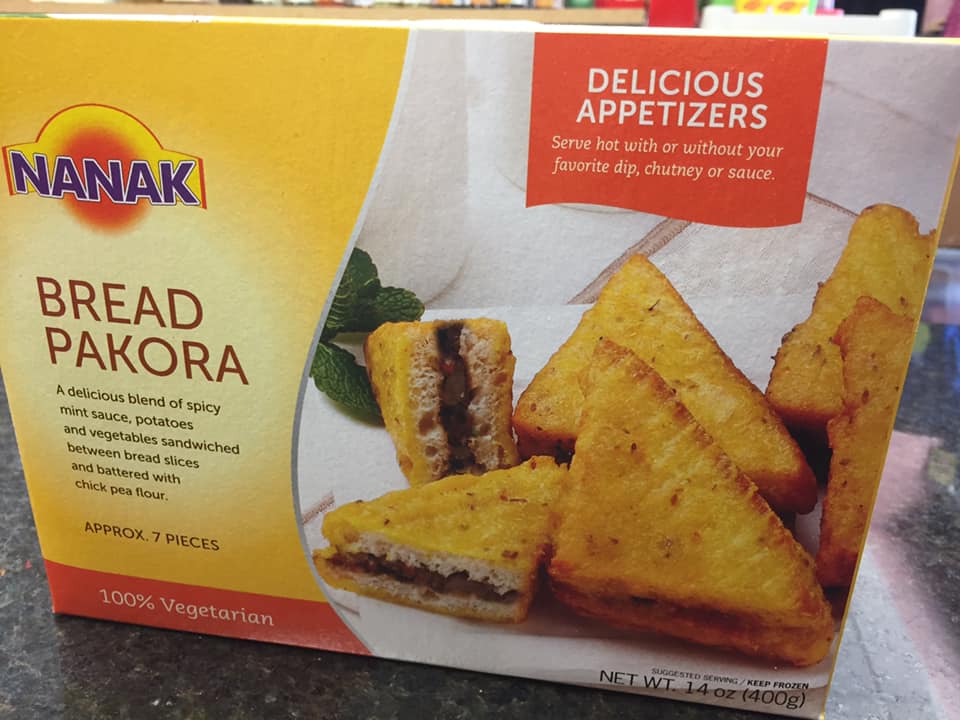 NANAK
BREAD
PAKORA
A delicious blend of spicy
mint sauce, potatoes
and vegetables sandwiched
between bread slices
and battered with
chick pea flour.
APPROX. 7 PIECES
100% Vegetarian
DELICIOUS
APPETIZERS
Serve hot with or without your
favorite dip, chutney or sauce.
SUGGESTED SERVING / KEEP FROZEN
NET WT. 14 oz (400g)